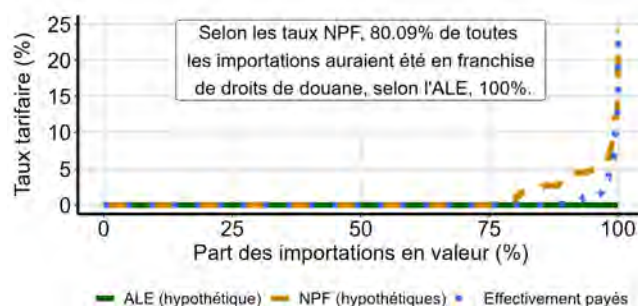 25
20
15
10
5
0
Taux tarifaire (%)
Selon les taux NPF, 80.09% de toutes
les importations auraient été en franchise
de droits de douane, selon l'ALE, 100%.
0 25 50 75 100
Part des importations en valeur (%)
ALE (hypothétique) NPF (hypothétiques) Effectivement payés